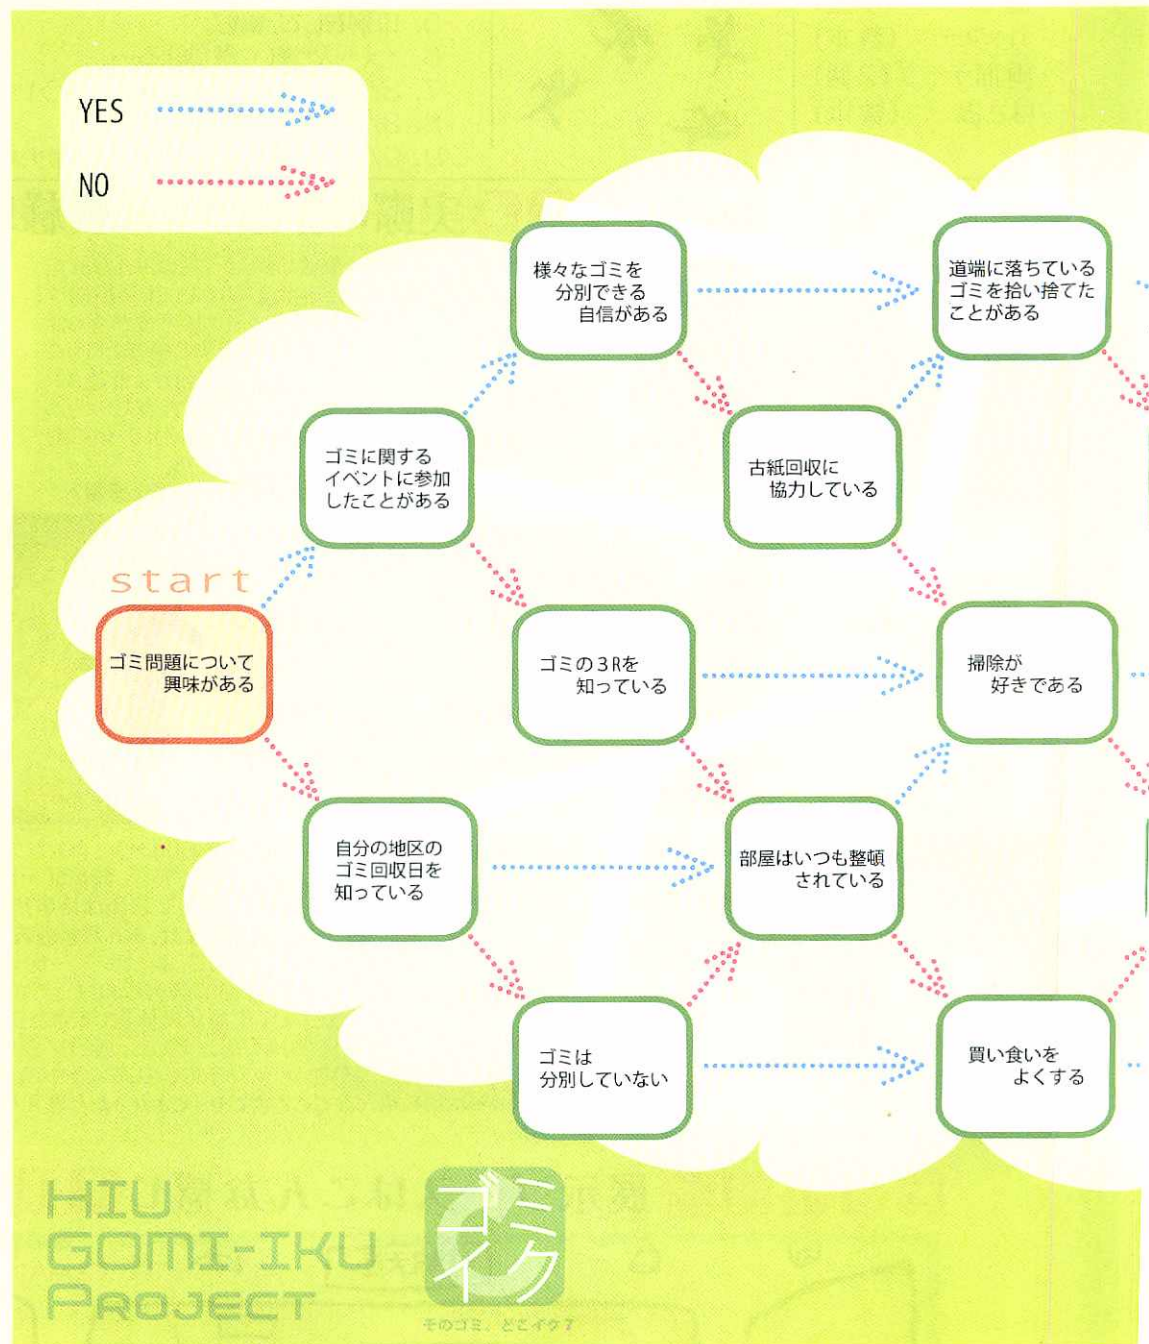 YES
NO
様々なゴミを
分別できる
自信がある
道端に落ちている
ゴミを拾い捨てた
ことがある
ゴミに関する
イベントに参加
したことがある
古紙回収に
協力している
start
ゴミ問題について
興味がある
ゴミの3Rを
知っている
掃除が
好きである
自分の地区の
ゴミ回収日を
知っている
部屋はいつも整頓
されている
ゴミは
分別していない
買い食いを
よくする
HIU
GOMI-IKU
PROJECT
ゴミ
イク
そのゴミ、どこイク?